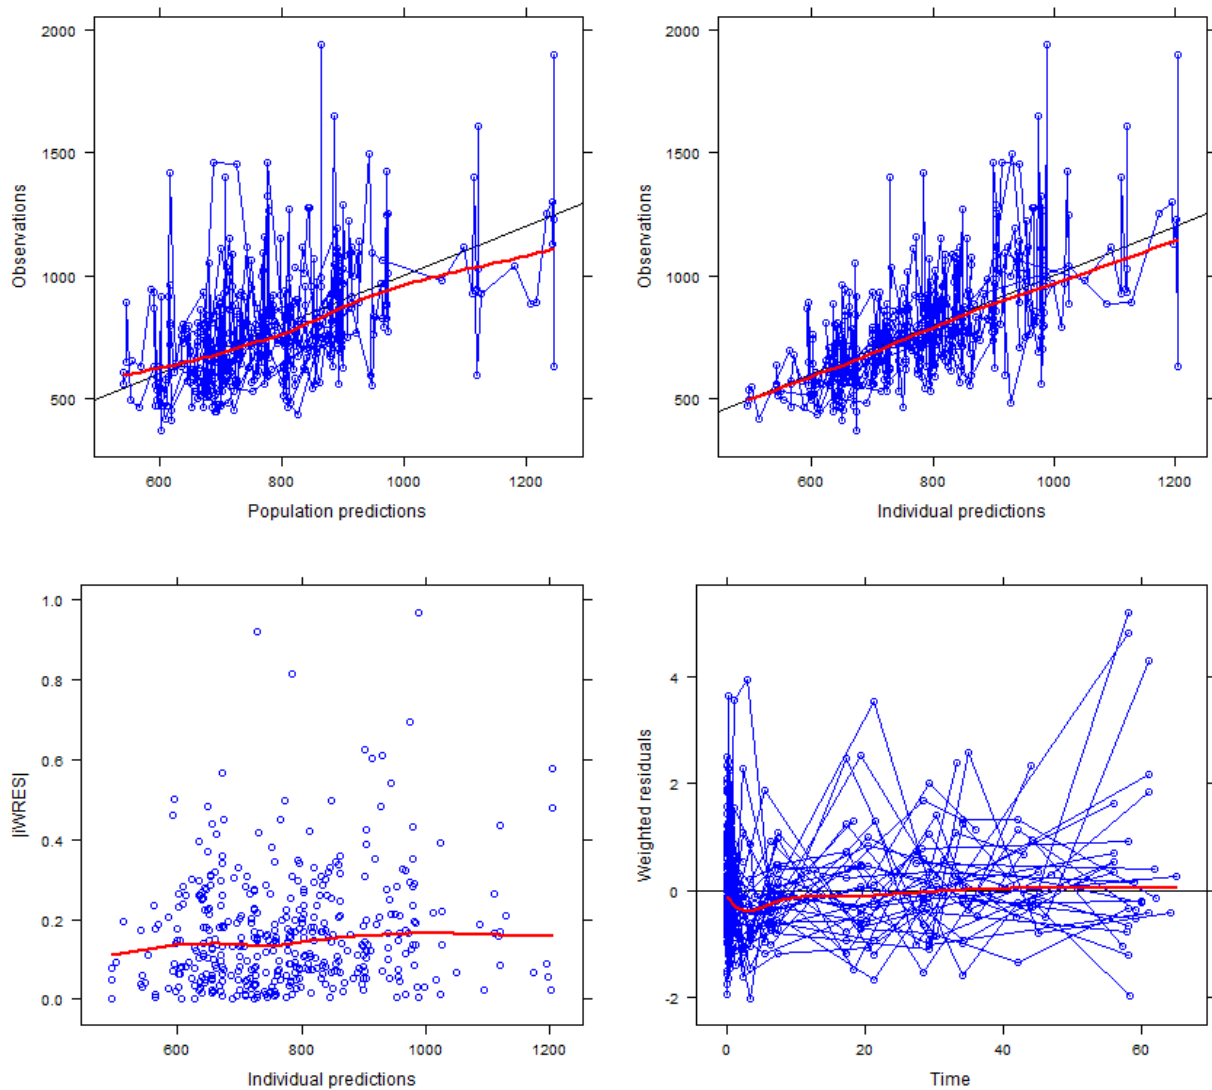 2000
1500
1000
500
Observations
600 800 1000 1200
Population predictions
2000
1500
1000
500
Observations
600 800 1000 1200
Individual predictions
1.0
0.8
0.6
0.4
0.2
0.0
|iWRES|
600 800 1000 1200
Individual predictions
4
2
0
-2
Weighted residuals
0 20 40 60
Time